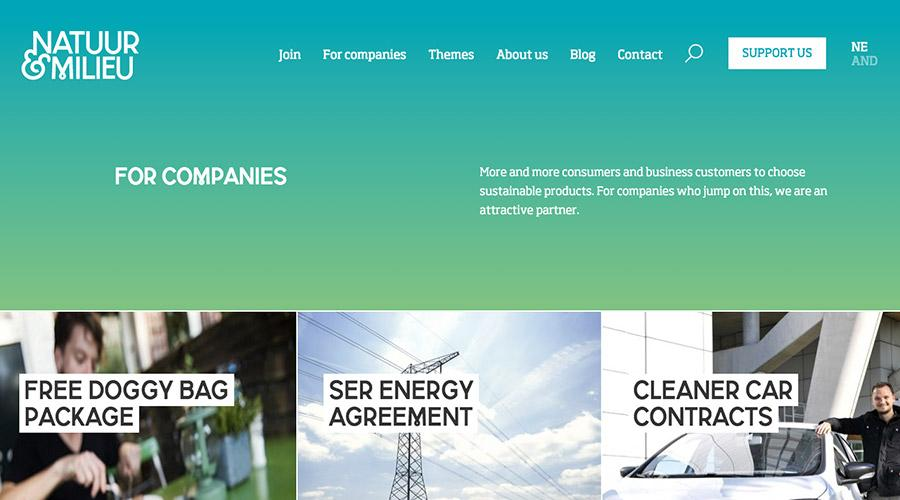 NATUUR
&MILIEU
Join For companies Themes About us Blog Contact SUPPORT US NE
AND
FOR COMPANIES
More and more consumers and business customers to choose
sustainable products. For companies who jump on this, we are an
attractive partner.
FREE DOGGY BAG
PACKAGE
SER ENERGY
AGREEMENT
CLEANER CAR
CONTRACTS